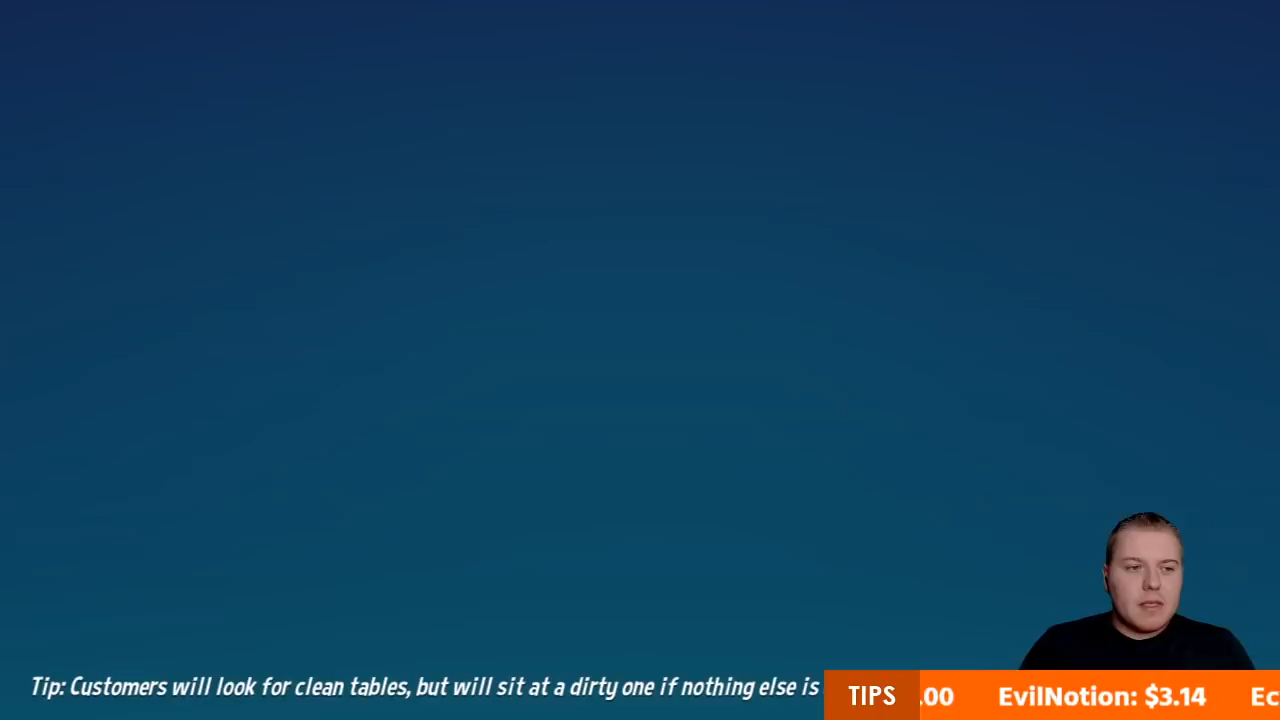 Tip: Customers will look for clean tables, but will sit at a dirty one if nothing else is
TIPS .00 EvilNotion: $3.14 Ec